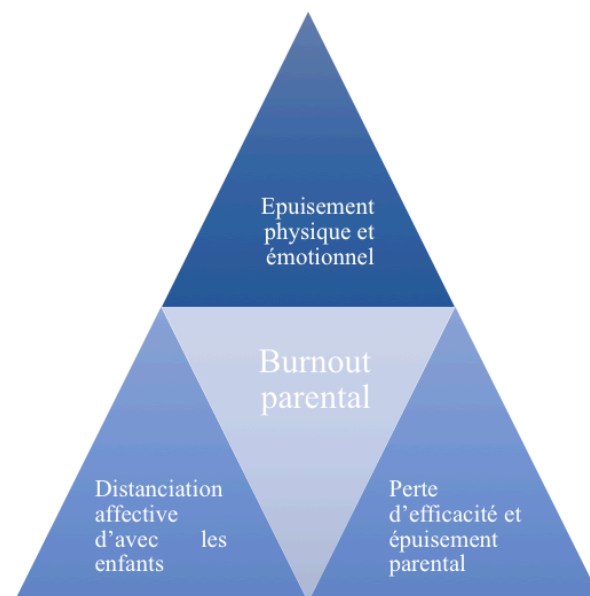 Epuisement
physique et
émotionnel
Burnout
parental
Distanciation
affective
d'avec les
enfants
Perte
d'efficacité et
épuisement
parental